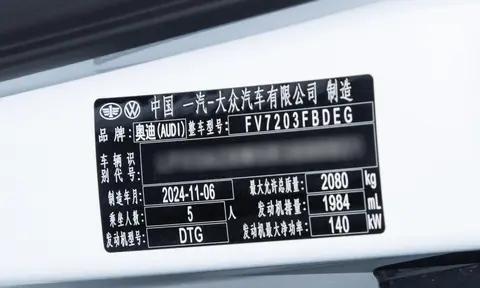 中国 一汽-大众汽车有限公司 制造
品牌: 奥迪(AUDI) 整车型号: FV7203FBDEG
车辆识
别代号:
制造年月: 2024-11-06 最大允许总质量: 2080 kg
乘坐人数: 5 人 发动机排量: 1984 mL
发动机型号: DTG 发动机最大净功率: 140 kW